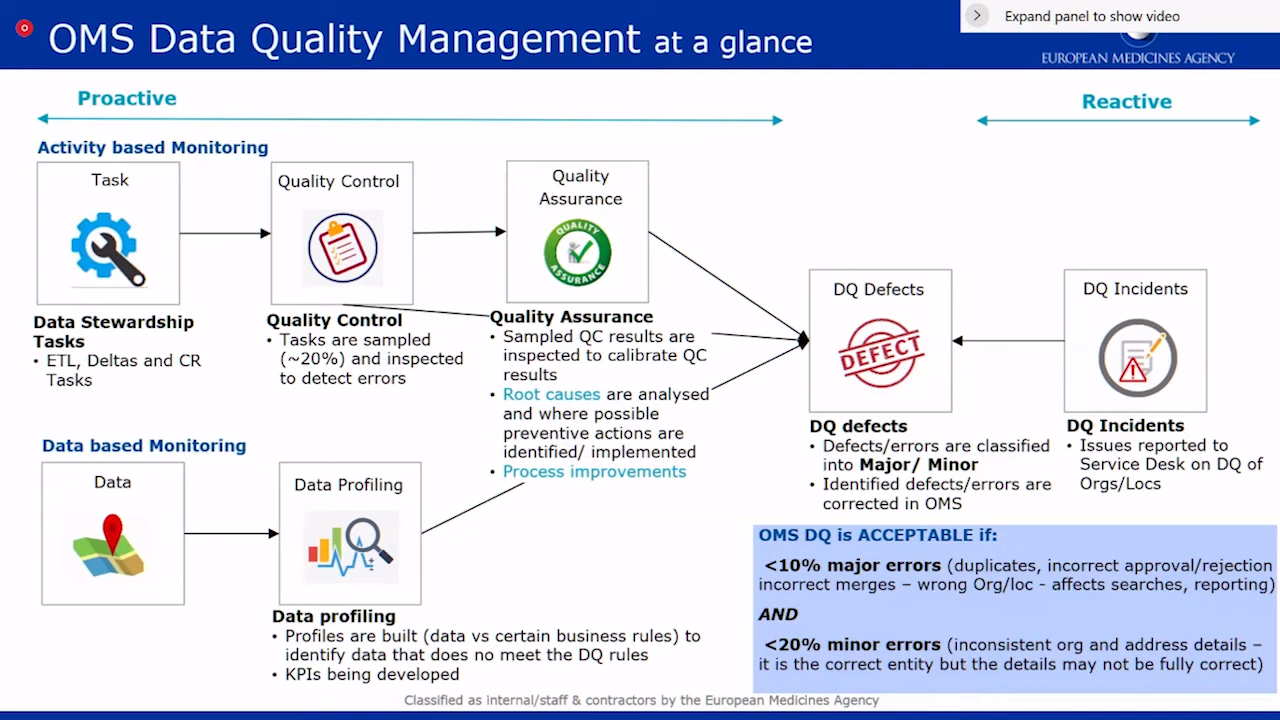 OMS Data Quality Management at a glance
Expand panel to show video
EUROPEAN MEDICINES AGENCY
Proactive
Reactive
Activity based Monitoring
Task
Quality Control
Quality
Assurance
QUALITY
ASSURANCE
DQ Defects
DEFECT
DQ Incidents
Data Stewardship
Tasks
• ETL, Deltas and CR
Tasks
Quality Control
• Tasks are sampled
(~20%) and inspected
to detect errors
Quality Assurance
• Sampled QC results are
inspected to calibrate QC
results
• Root causes are analysed
and where possible
preventive actions are
identified/ implemented
• Process improvements
DQ defects
• Defects/errors are classified
into Major/ Minor
• Identified defects/errors are
corrected in OMS
DQ Incidents
• Issues reported to
Service Desk on DQ of
Orgs/Locs
Data based Monitoring
Data
Data Profiling
Data profiling
• Profiles are built (data vs certain business rules) to
identify data that does no meet the DQ rules
• KPIs being developed
OMS DQ is ACCEPTABLE if:
<10% major errors (duplicates, incorrect approval/rejection
incorrect merges – wrong Org/loc - affects searches, reporting)
AND
<20% minor errors (inconsistent org and address details –
it is the correct entity but the details may not be fully correct)
Classified as internal/staff & contractors by the European Medicines Agency